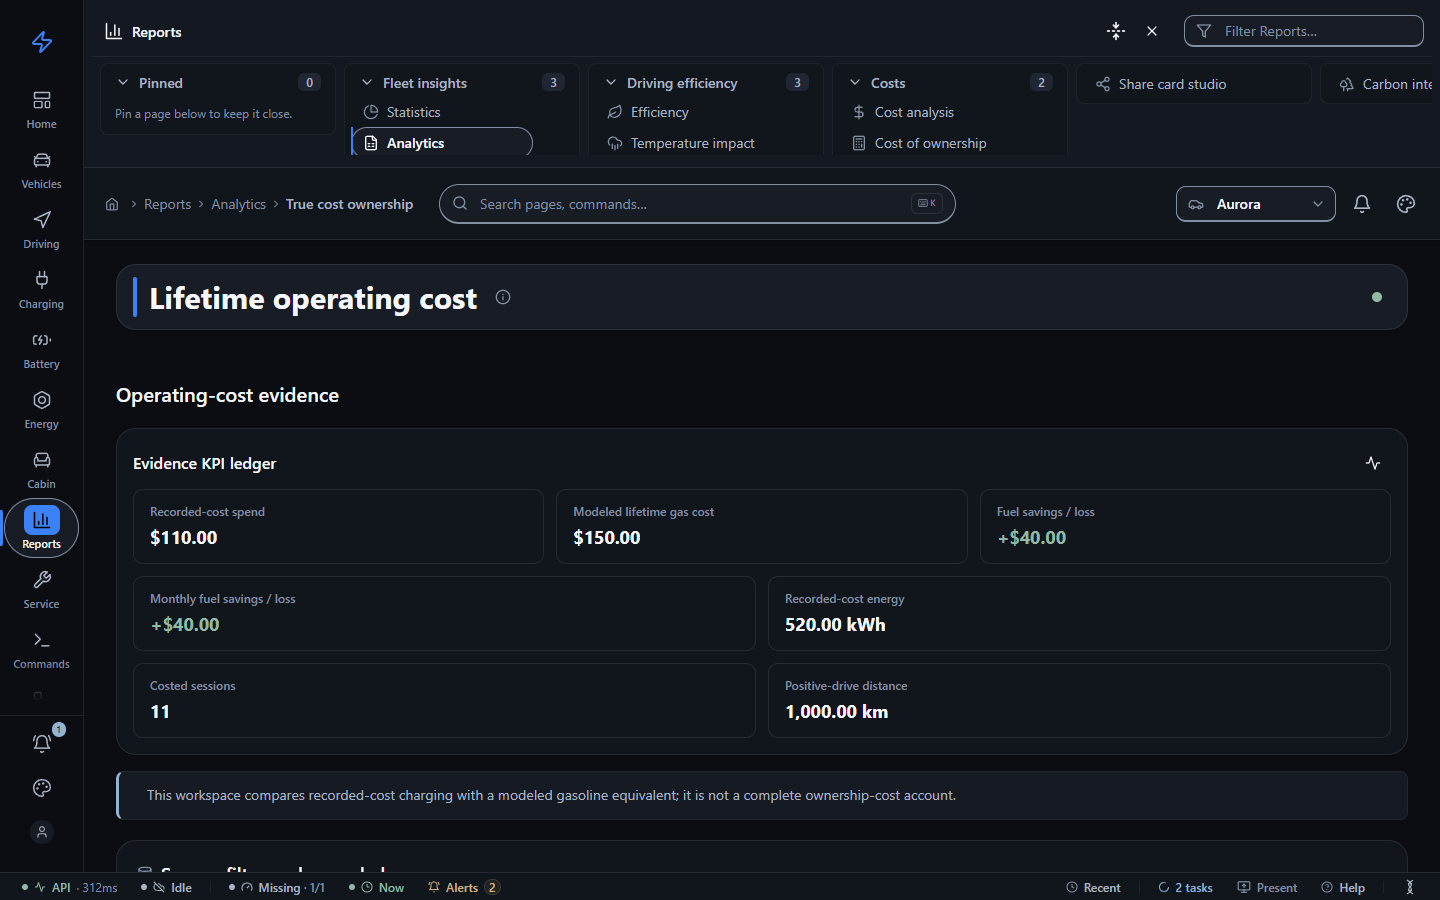 Reports
Filter Reports...
Pinned 0
Pin a page below to keep it close.
Fleet insights 3
Statistics
Analytics
Driving efficiency 3
Efficiency
Temperature impact
Costs 2
Cost analysis
Cost of ownership
Share card studio
Carbon inte
Home
Vehicles
Driving
Charging
Battery
Energy
Cabin
Reports
Service
Commands
1
Reports > Analytics > True cost ownership
Search pages, commands...
K
Aurora
Lifetime operating cost
Operating-cost evidence
Evidence KPI ledger
Recorded-cost spend
$110.00
Modeled lifetime gas cost
$150.00
Fuel savings / loss
+$40.00
Monthly fuel savings / loss
+$40.00
Recorded-cost energy
520.00 kWh
Costed sessions
11
Positive-drive distance
1,000.00 km
This workspace compares recorded-cost charging with a modeled gasoline equivalent; it is not a complete ownership-cost account.
API · 312ms
Idle
Missing · 1/1
Now
Alerts 2
Recent
2 tasks
Present
Help